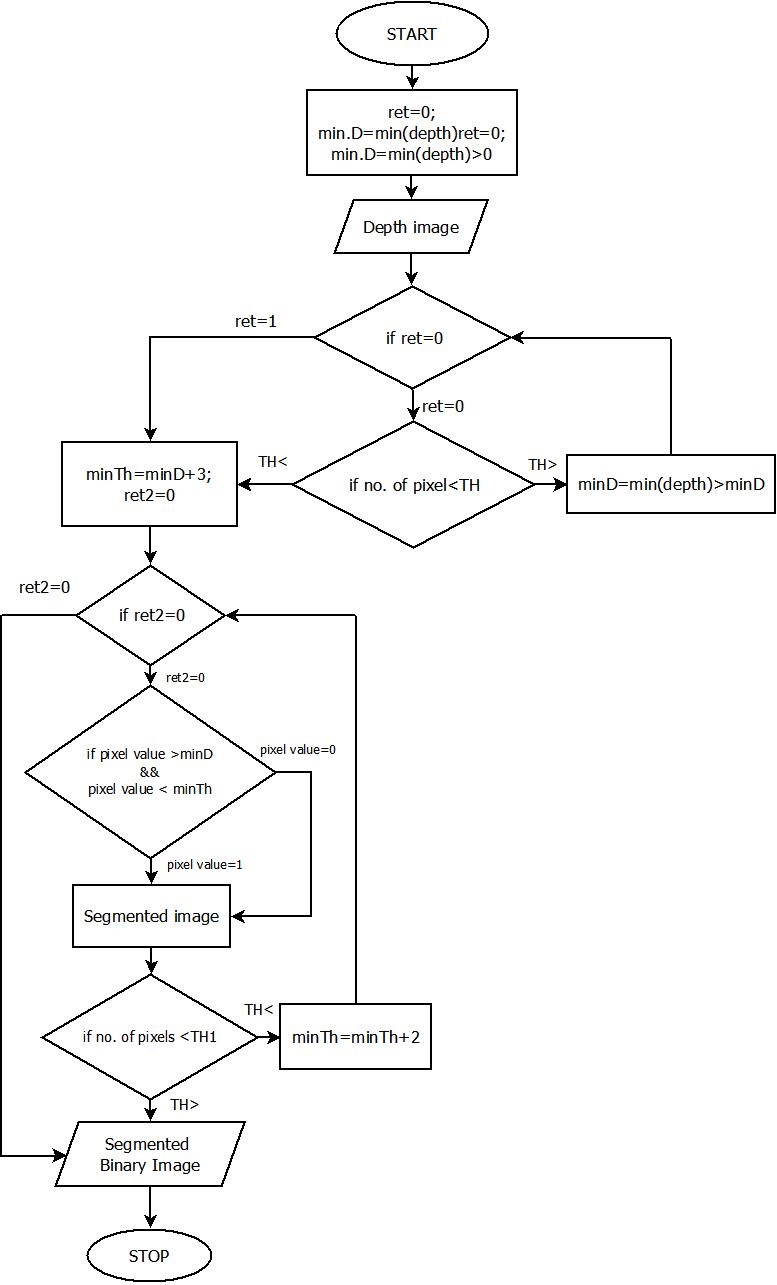 START
ret=0;
min.D=min(depth)ret=0;
min.D=min(depth)>0
Depth image
ret=1
if ret=0
ret=0
TH<
if no. of pixel<TH
TH>
minD=min(depth)>minD
minTh=minD+3;
ret2=0
ret2=0
if ret2=0
ret2=0
if pixel value >minD
&&
pixel value < minTh
pixel value=0
pixel value=1
Segmented image
if no. of pixels <TH1
TH<
minTh=minTh+2
TH>
Segmented
Binary Image
STOP